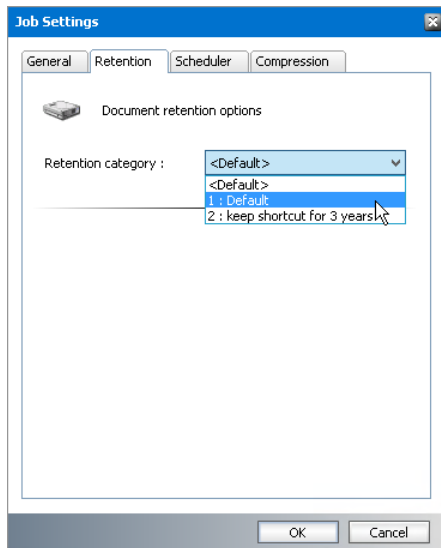 Job Settings
General Retention Scheduler Compression
Document retention options
Retention category : <Default>
<Default>
1 : Default
2 : keep shortcut for 3 years
OK Cancel